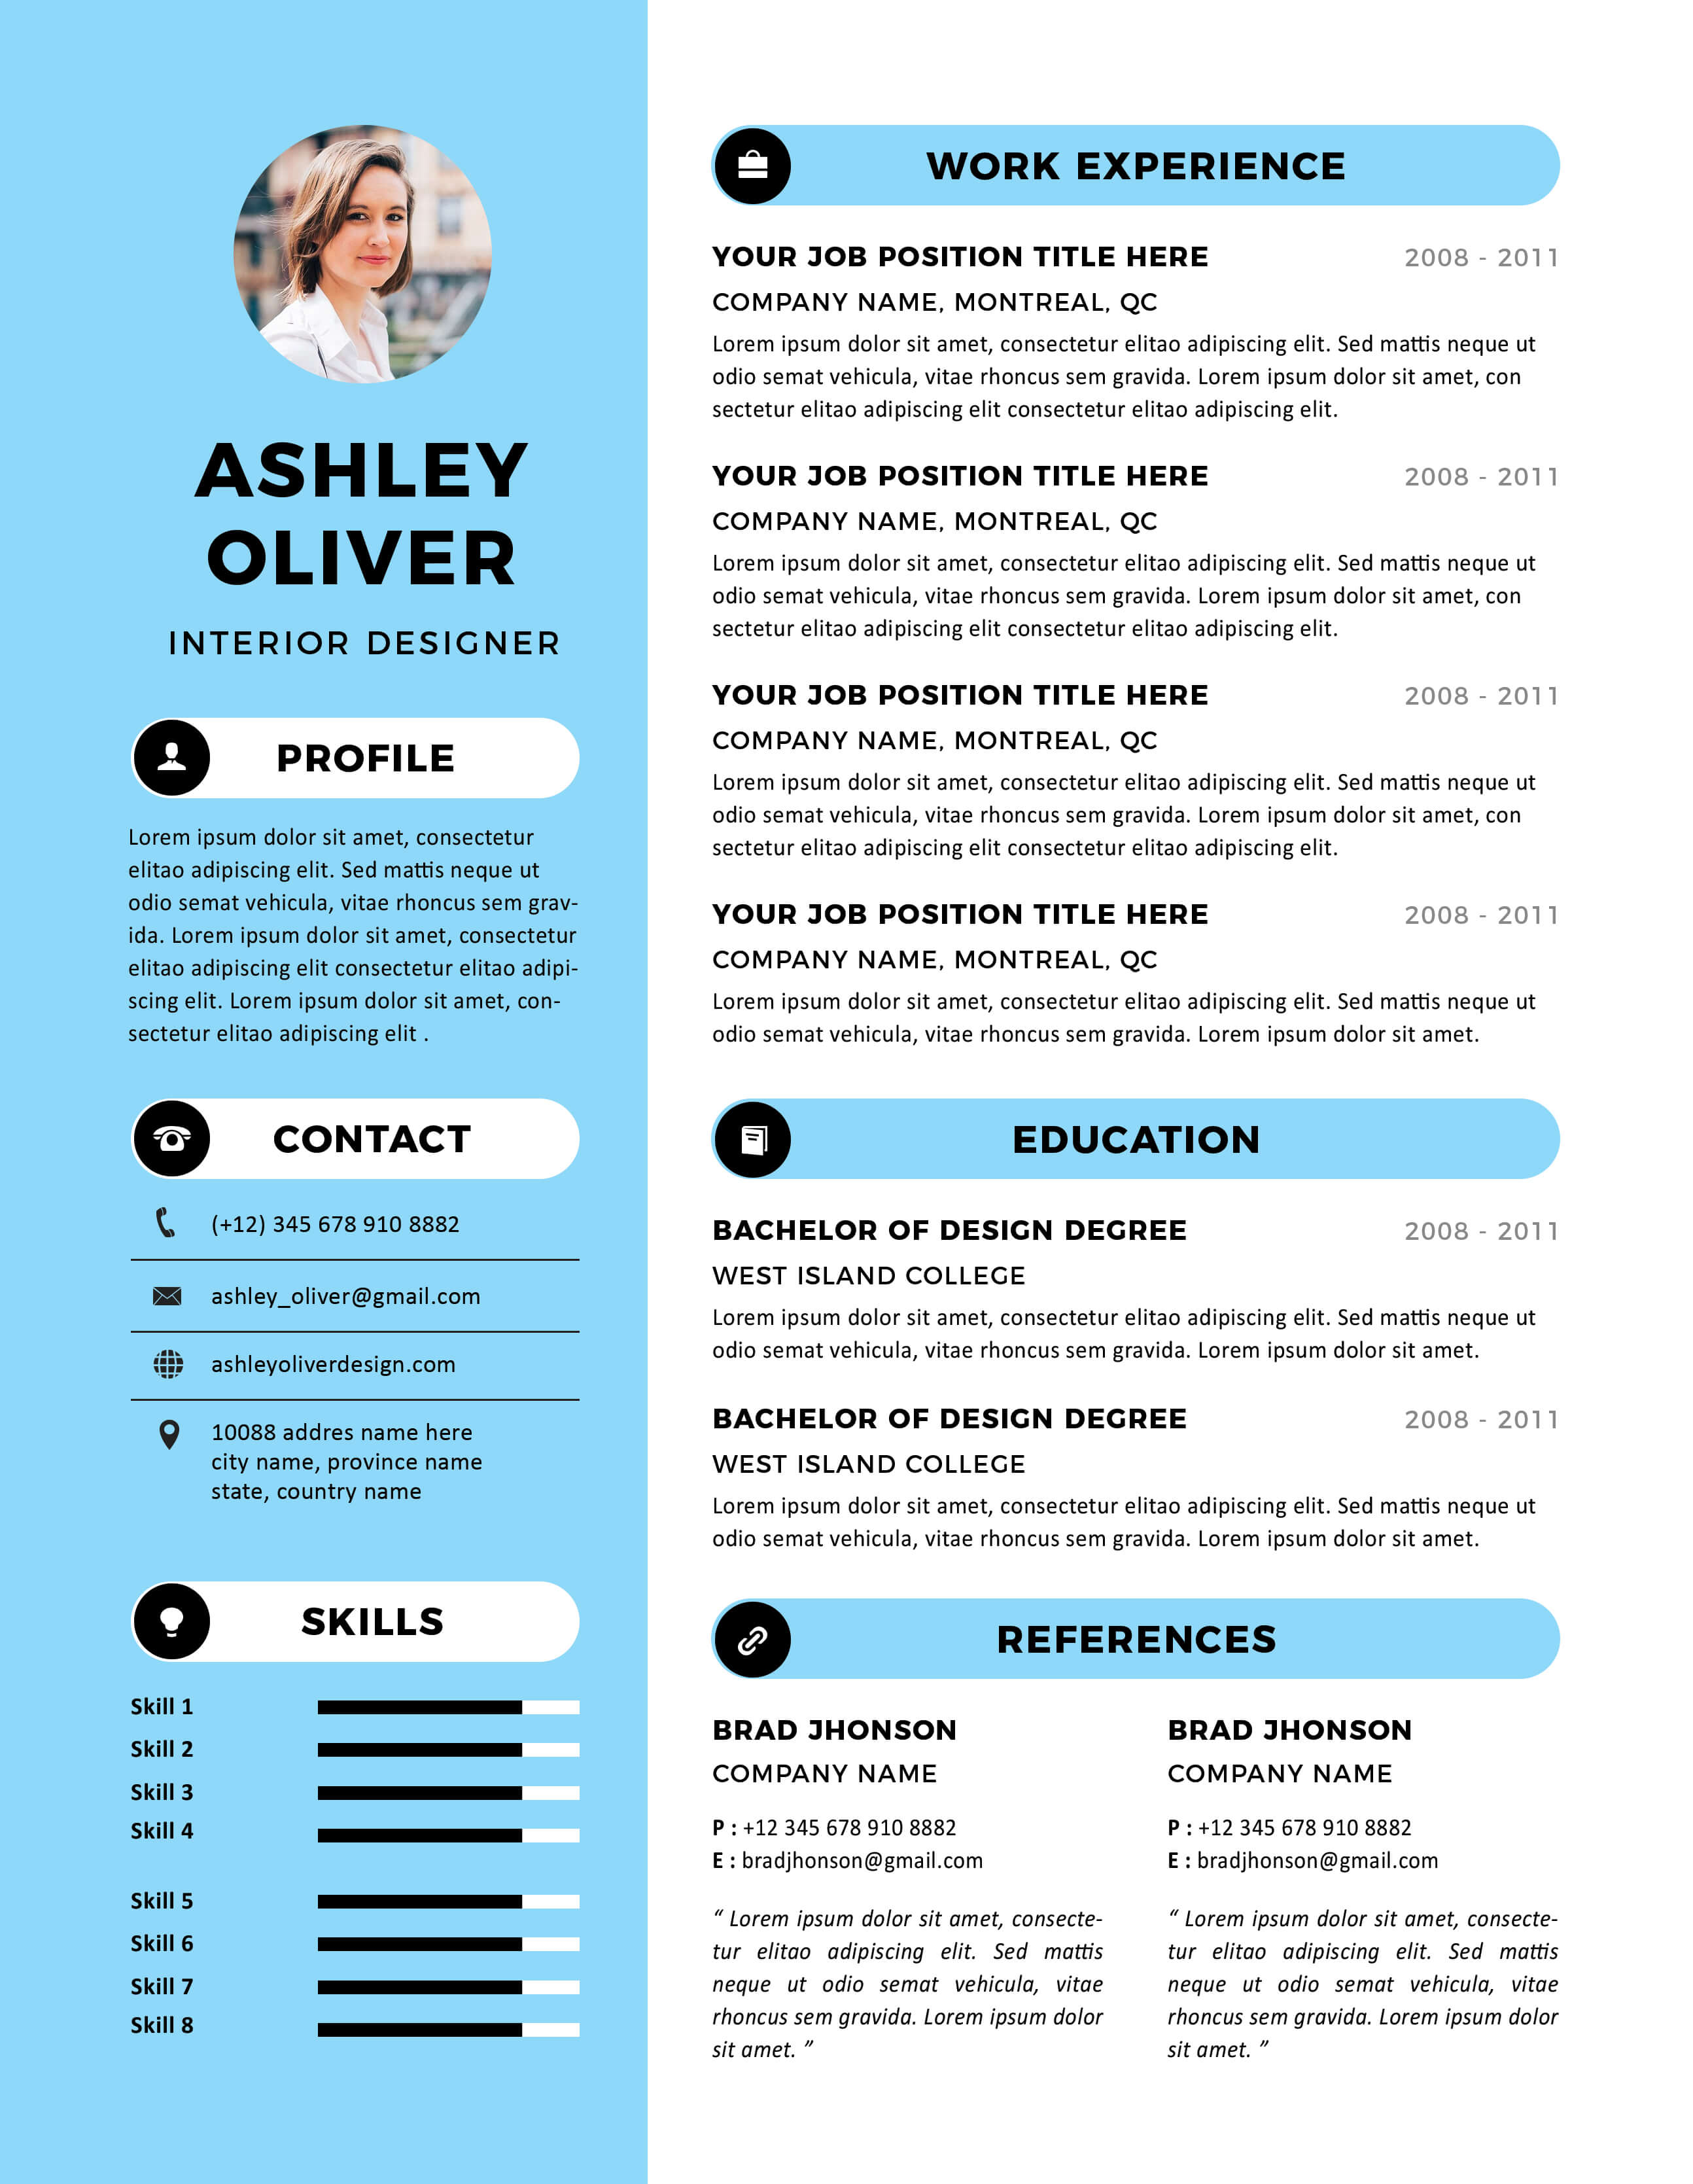 ASHLEY
OLIVER
INTERIOR DESIGNER
PROFILE
Lorem ipsum dolor sit amet, consectetur
elitao adipiscing elit. Sed mattis neque ut
odio semat vehicula, vitae rhoncus sem grav-
ida. Lorem ipsum dolor sit amet, consectetur
elitao adipiscing elit consectetur elitao adipi-
scing elit. Lorem ipsum dolor sit amet, con-
sectetur elitao adipiscing elit .
CONTACT
(+12) 345 678 910 8882
ashley_oliver@gmail.com
ashleyoliverdesign.com
10088 addres name here
city name, province name
state, country name
SKILLS
Skill 1
Skill 2
Skill 3
Skill 4
Skill 5
Skill 6
Skill 7
Skill 8
WORK EXPERIENCE
YOUR JOB POSITION TITLE HERE 2008 - 2011
COMPANY NAME, MONTREAL, QC
Lorem ipsum dolor sit amet, consectetur elitao adipiscing elit. Sed mattis neque ut
odio semat vehicula, vitae rhoncus sem gravida. Lorem ipsum dolor sit amet, con
sectetur elitao adipiscing elit consectetur elitao adipiscing elit.
YOUR JOB POSITION TITLE HERE 2008 - 2011
COMPANY NAME, MONTREAL, QC
Lorem ipsum dolor sit amet, consectetur elitao adipiscing elit. Sed mattis neque ut
odio semat vehicula, vitae rhoncus sem gravida. Lorem ipsum dolor sit amet, con
sectetur elitao adipiscing elit consectetur elitao adipiscing elit.
YOUR JOB POSITION TITLE HERE 2008 - 2011
COMPANY NAME, MONTREAL, QC
Lorem ipsum dolor sit amet, consectetur elitao adipiscing elit. Sed mattis neque ut
odio semat vehicula, vitae rhoncus sem gravida. Lorem ipsum dolor sit amet, con
sectetur elitao adipiscing elit consectetur elitao adipiscing elit.
YOUR JOB POSITION TITLE HERE 2008 - 2011
COMPANY NAME, MONTREAL, QC
Lorem ipsum dolor sit amet, consectetur elitao adipiscing elit. Sed mattis neque ut
odio semat vehicula, vitae rhoncus sem gravida. Lorem ipsum dolor sit amet.
EDUCATION
BACHELOR OF DESIGN DEGREE 2008 - 2011
WEST ISLAND COLLEGE
Lorem ipsum dolor sit amet, consectetur elitao adipiscing elit. Sed mattis neque ut
odio semat vehicula, vitae rhoncus sem gravida. Lorem ipsum dolor sit amet.
BACHELOR OF DESIGN DEGREE 2008 - 2011
WEST ISLAND COLLEGE
Lorem ipsum dolor sit amet, consectetur elitao adipiscing elit. Sed mattis neque ut
odio semat vehicula, vitae rhoncus sem gravida. Lorem ipsum dolor sit amet.
REFERENCES
BRAD JHONSON
COMPANY NAME
P : +12 345 678 910 8882
E : bradjhonson@gmail.com
“ Lorem ipsum dolor sit amet, consecte-
tur elitao adipiscing elit. Sed mattis
neque ut odio semat vehicula, vitae
rhoncus sem gravida. Lorem ipsum dolor
sit amet. ”
BRAD JHONSON
COMPANY NAME
P : +12 345 678 910 8882
E : bradjhonson@gmail.com
“ Lorem ipsum dolor sit amet, consecte-
tur elitao adipiscing elit. Sed mattis
neque ut odio semat vehicula, vitae
rhoncus sem gravida. Lorem ipsum dolor
sit amet. ”